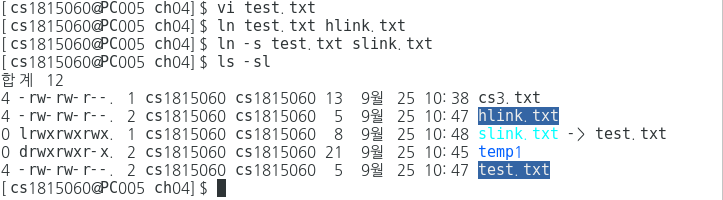 [cs1815060@PC005 ch04]$ vi test.txt
[cs1815060@PC005 ch04]$ ln test.txt hlink.txt
[cs1815060@PC005 ch04]$ ln -s test.txt slink.txt
[cs1815060@PC005 ch04]$ ls -sl
합계 12
4 -rw-rw-r--. 1 cs1815060 cs1815060 13  9월  25 10:38 cs3.txt
4 -rw-rw-r--. 2 cs1815060 cs1815060  5  9월  25 10:47 hlink.txt
0 lrwxrwxrwx. 1 cs1815060 cs1815060  8  9월  25 10:48 slink.txt -> test.txt
0 drwxrwxr-x. 2 cs1815060 cs1815060 21  9월  25 10:45 temp1
4 -rw-rw-r--. 2 cs1815060 cs1815060  5  9월  25 10:47 test.txt
[cs1815060@PC005 ch04]$